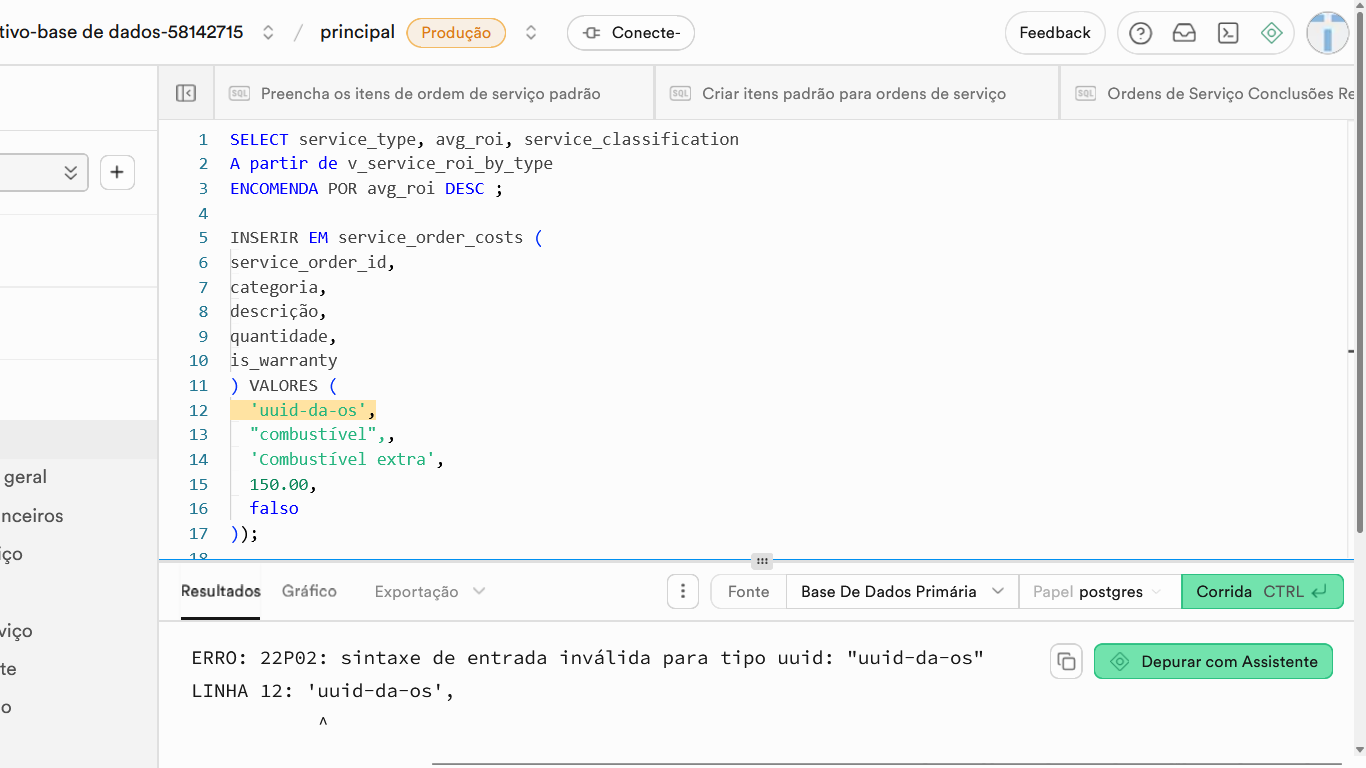 tivo-base de dados-58142715 / principal Produção Conecte- Feedback
SQL Preencha os itens de ordem de serviço padrão SQL Criar itens padrão para ordens de serviço SQL Ordens de Serviço Conclusões Re
1 SELECT service_type, avg_roi, service_classification
2 A partir de v_service_roi_by_type
3 ENCOMENDA POR avg_roi DESC ;
4
5 INSERIR EM service_order_costs (
6 service_order_id,
7 categoria,
8 descrição,
9 quantidade,
10 is_warranty
11 ) VALORES (
12 'uuid-da-os',
13 "combustível",,
14 'Combustível extra',
15 150.00,
16 falso
17 ));
18
geral
nceiros
iço
viço
te
o
Resultados Gráfico Exportação Fonte Base De Dados Primária Papel postgres Corrida CTRL ↵
ERRO: 22P02: sintaxe de entrada inválida para tipo uuid: "uuid-da-os"
LINHA 12: 'uuid-da-os',
^
Depurar com Assistente